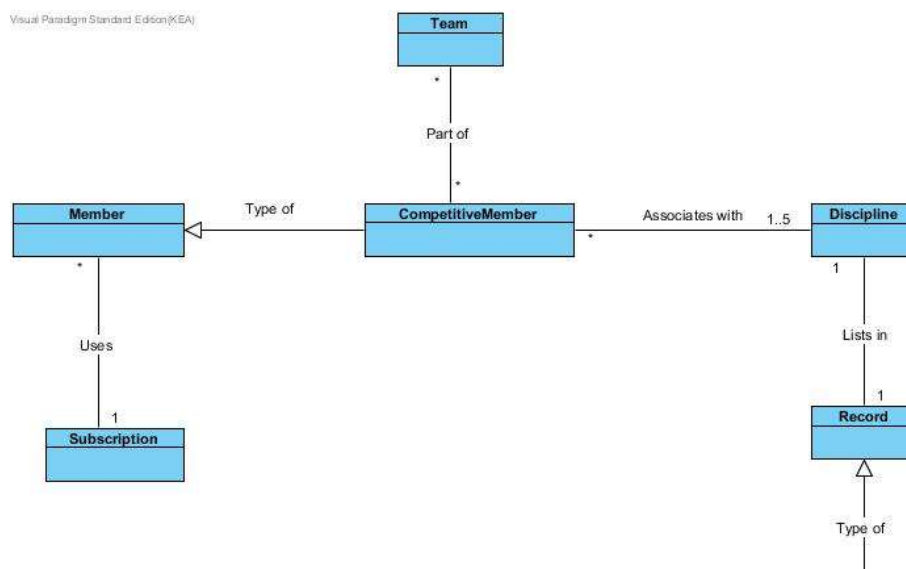 Visual Paradigm Standard Edition(KEA)
Team
*
Part of
*
Member
Type of
CompetitiveMember
Associates with
1..5
Discipline
*
*
1
Uses
Lists in
1
1
Subscription
Record
Type of